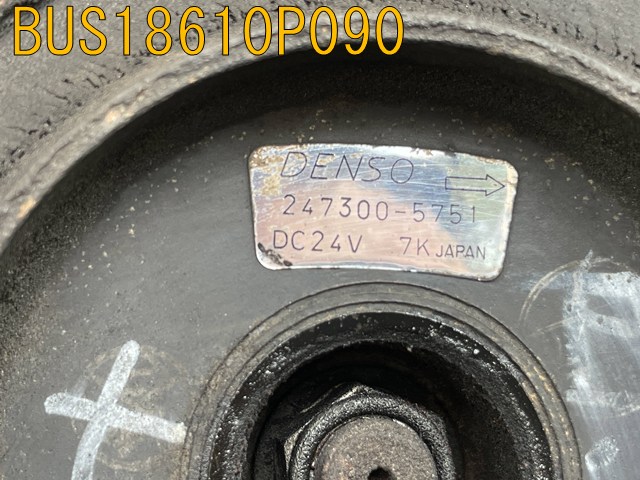 BUS18610P090
DENSO
247300-5751
DC24V 7K JAPAN